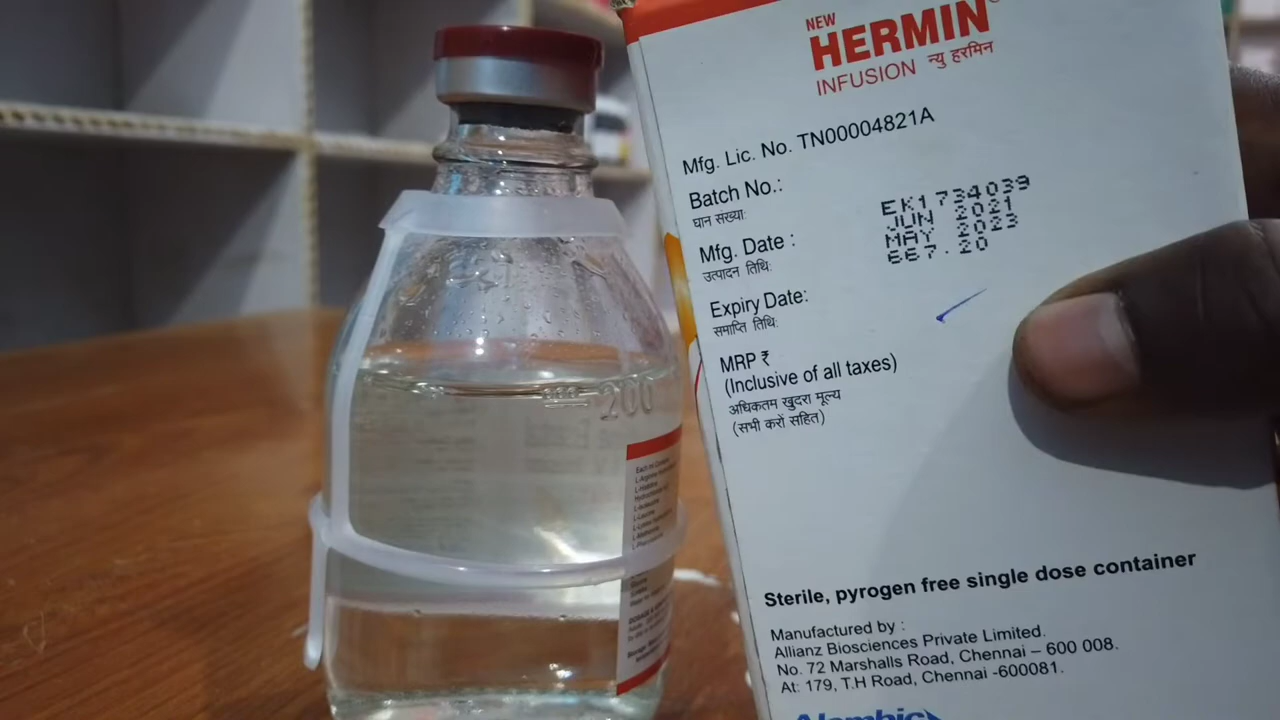 NEW
HERMIN
INFUSION न्यु हरमिन
Mfg. Lic. No. TN00004821A
Batch No.:
घान संख्या:
EK1734039
JUN 2021
MAY 2023
667.20
Mfg. Date :
उत्पादन तिथि:
Expiry Date:
समाप्ति तिथि:
MRP ₹
(Inclusive of all taxes)
अधिकतम खुदरा मूल्य
(सभी करों सहित)
Sterile, pyrogen free single dose container
Manufactured by :
Allianz Biosciences Private Limited.
No. 72 Marshalls Road, Chennai – 600 008.
At: 179, T.H Road, Chennai -600081.
Alembic
200